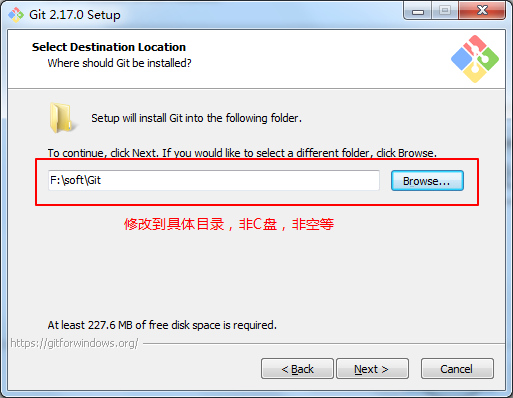 Git 2.17.0 Setup
Select Destination Location
Where should Git be installed?
Setup will install Git into the following folder.
To continue, click Next. If you would like to select a different folder, click Browse.
F:\soft\Git
Browse...
修改到具体目录，非C盘，非空等
At least 227.6 MB of free disk space is required.
https://gitforwindows.org/
< Back
Next >
Cancel